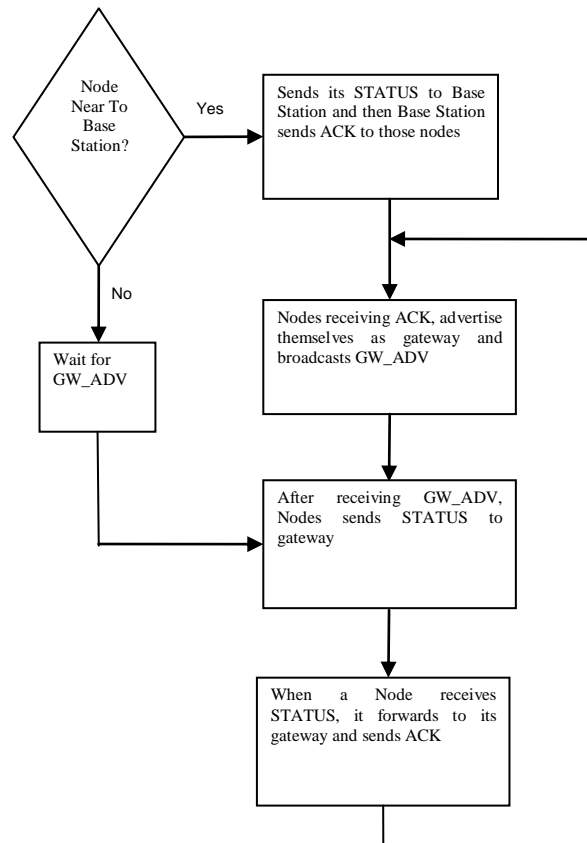 Node
Near To
Base
Station?
Yes
Sends its STATUS to Base
Station and then Base Station
sends ACK to those nodes
No
Nodes receiving ACK, advertise
themselves as gateway and
broadcasts GW_ADV
Wait for
GW_ADV
After receiving GW_ADV,
Nodes sends STATUS to
gateway
When a Node receives
STATUS, it forwards to its
gateway and sends ACK